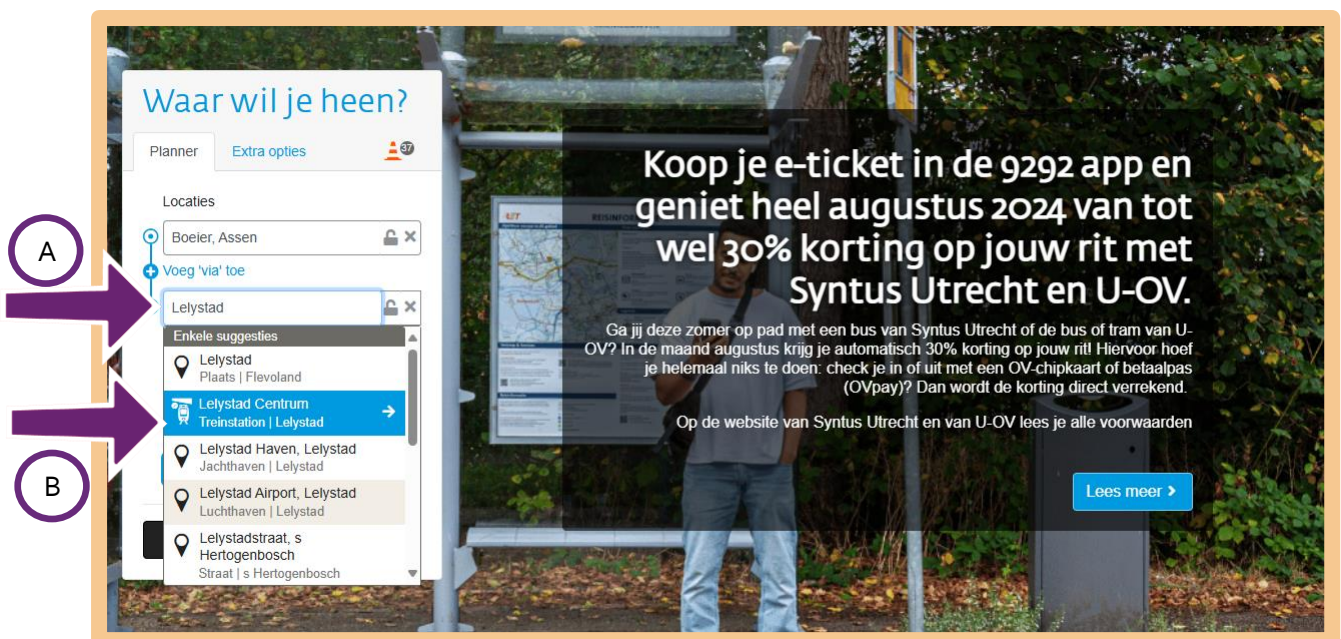 Waar wil je heen?
Planner
Extra opties
37
Locaties
Boeier, Assen
Voeg 'via' toe
A
Lelystad
Enkele suggesties
Lelystad
Plaats | Flevoland
Lelystad Centrum
Treinstation | Lelystad
Lelystad Haven, Lelystad
Jachthaven | Lelystad
B
Lelystad Airport, Lelystad
Luchthaven | Lelystad
Lelystadstraat, s
Hertogenbosch
Straat | s Hertogenbosch
REISINFOR
Koop je e-ticket in de 9292 app en
geniet heel augustus 2024 van tot
wel 30% korting op jouw rit met
Syntus Utrecht en U-OV.
Ga jij deze zomer op pad met een bus van Syntus Utrecht of de bus of tram van U-
OV? In de maand augustus krijg je automatisch 30% korting op jouw rit! Hiervoor hoef
je helemaal niks te doen: check je in of uit met een OV-chipkaart of betaalpas
(OVpay)? Dan wordt de korting direct verrekend.
Op de website van Syntus Utrecht en van U-OV lees je alle voorwaarden
Lees meer